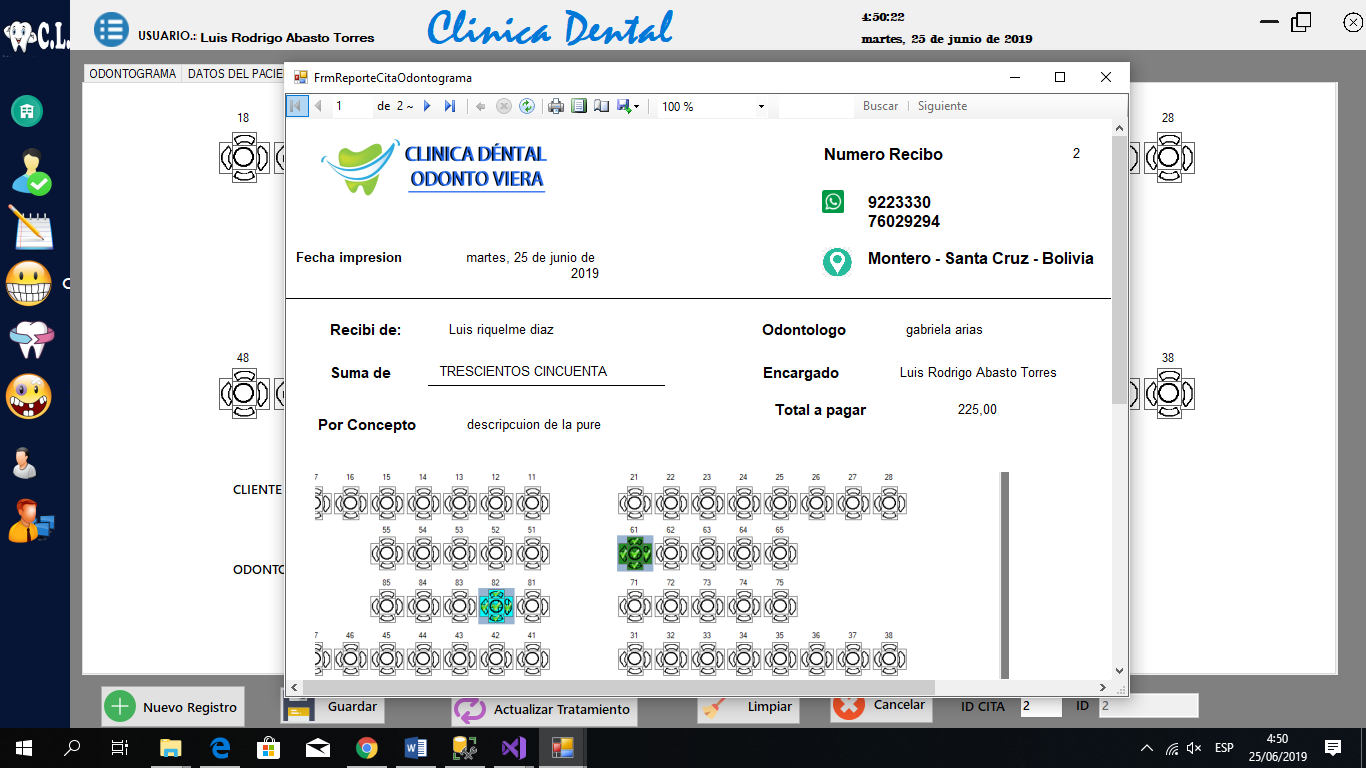 C.L.
USUARIO.: Luis Rodrigo Abasto Torres
Clinica Dental
4:50:22
martes, 25 de junio de 2019
ODONTOGRAMA DATOS DEL PACIE
FrmReporteCitaOdontograma
1 de 2 ~
100 %
Buscar | Siguiente
18
28
CLINICA DÉNTAL
ODONTO VIERA
Numero Recibo 2
9223330
76029294
Fecha impresion martes, 25 de junio de
2019
Montero - Santa Cruz - Bolivia
Recibi de: Luis riquelme diaz
Odontologo gabriela arias
48
38
Suma de TRESCIENTOS CINCUENTA
Encargado Luis Rodrigo Abasto Torres
Total a pagar 225,00
Por Concepto descripcuion de la pure
7 16 15 14 13 12 11 21 22 23 24 25 26 27 28
CLIENTE
55 54 53 52 51 61 62 63 64 65
ODONTO
85 84 83 82 81 71 72 73 74 75
7 46 45 44 43 42 41 31 32 33 34 35 36 37 38
Nuevo Registro
Guardar
Actualizar Tratamiento
Limpiar
Cancelar
ID CITA 2
ID 2
ESP
4:50
25/06/2019